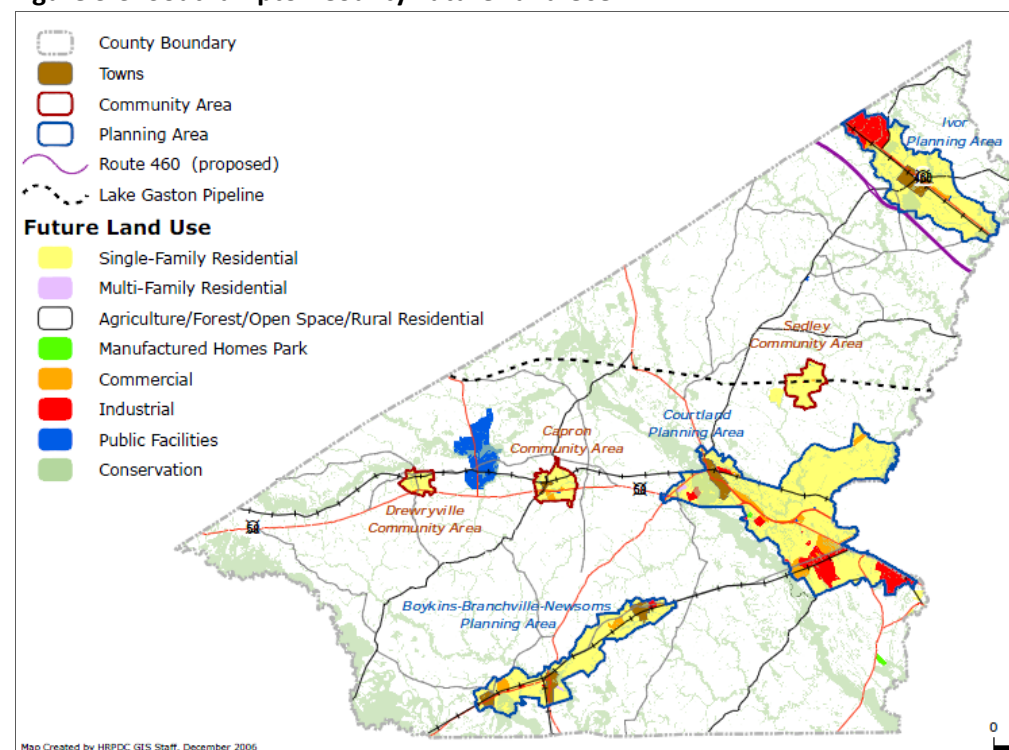 County Boundary
Towns
Community Area
Planning Area
Route 460 (proposed)
Lake Gaston Pipeline
Future Land Use
Single-Family Residential
Multi-Family Residential
Agriculture/Forest/Open Space/Rural Residential
Manufactured Homes Park
Commercial
Industrial
Public Facilities
Conservation
Ivor
Planning Area
460
Sedley
Community Area
Courtland
Planning Area
Capron
Community Area
58
Drewryville
Community Area
58
Boykins-Branchville-Newsoms
Planning Area
0
Map Created by HRPDC GIS Staff, December 2006